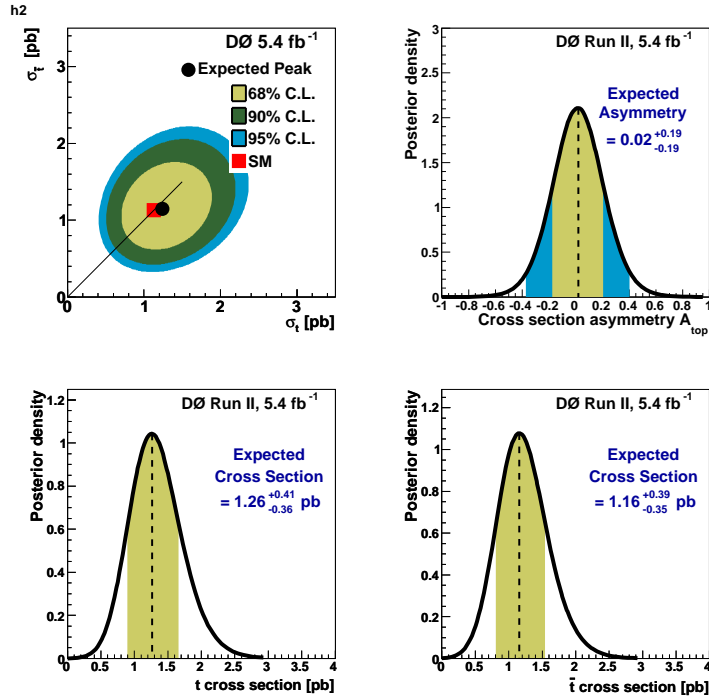 h2
σ_t̄ [pb]
DØ 5.4 fb⁻¹
Expected Peak
68% C.L.
90% C.L.
95% C.L.
SM
3
2
1
0
0 1 2 3
σ_t [pb]
Posterior density
DØ Run II, 5.4 fb⁻¹
Expected
Asymmetry
= 0.02 +0.19 -0.19
3
2.5
2
1.5
1
0.5
0
-1 -0.8 -0.6 -0.4 -0.2 0 0.2 0.4 0.6 0.8 1
Cross section asymmetry A_top
Posterior density
DØ Run II, 5.4 fb⁻¹
Expected
Cross Section
= 1.26 +0.41 -0.36 pb
1.2
1
0.8
0.6
0.4
0.2
0
0 0.5 1 1.5 2 2.5 3 3.5 4
t cross section [pb]
Posterior density
DØ Run II, 5.4 fb⁻¹
Expected
Cross Section
= 1.16 +0.39 -0.35 pb
1.2
1
0.8
0.6
0.4
0.2
0
0 0.5 1 1.5 2 2.5 3 3.5 4
t̄ cross section [pb]